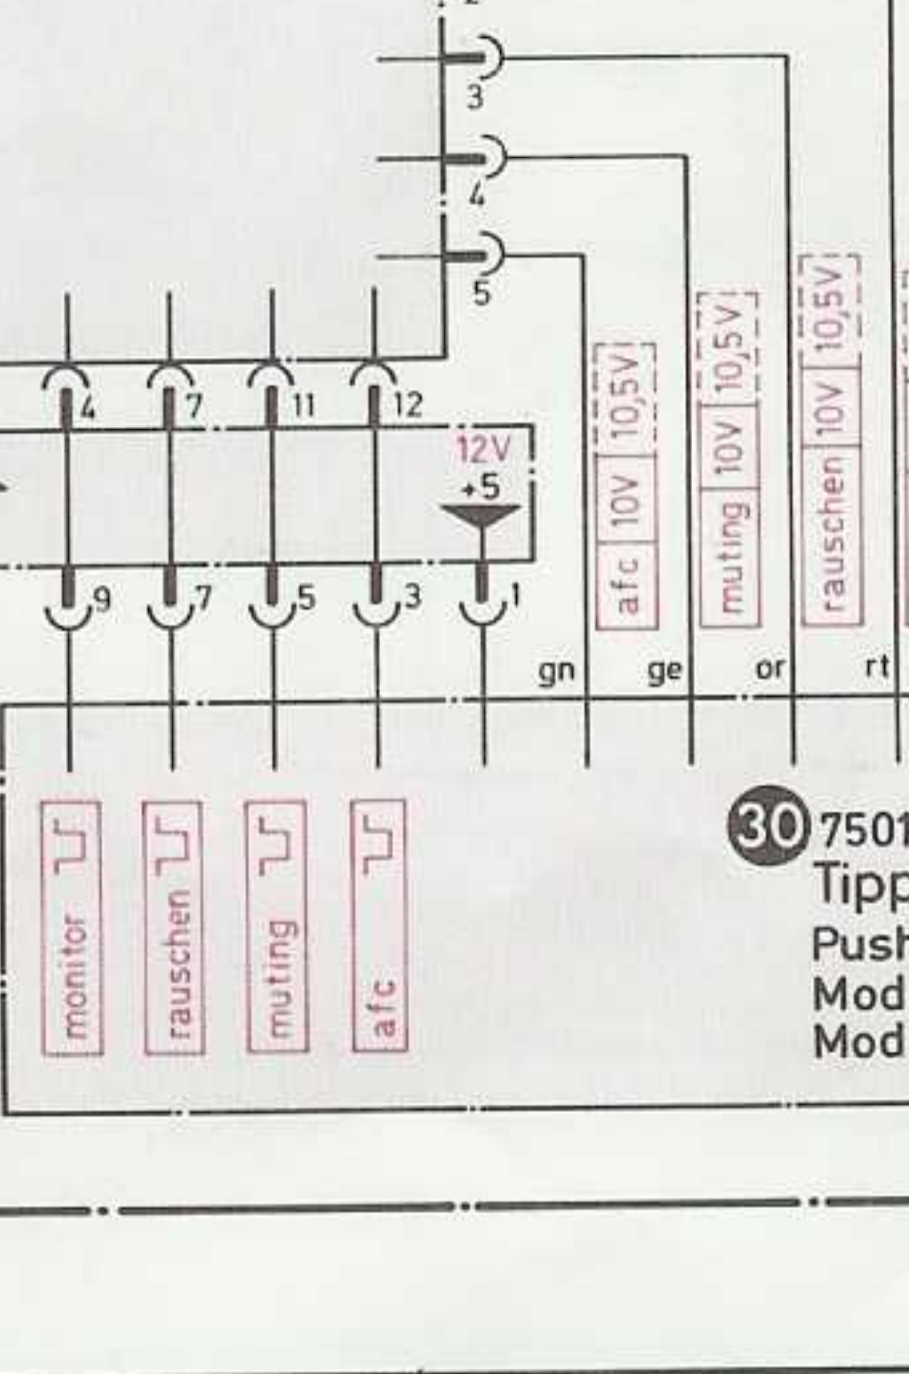 3
4
5
4 7 11 12
12V
+5
9 7 5 3 1
afc 10V 10,5V
muting 10V 10,5V
rauschen 10V 10,5V
gn ge or rt
monitor
rauschen
muting
afc
30 7501
Tipp
Push
Mod
Mod